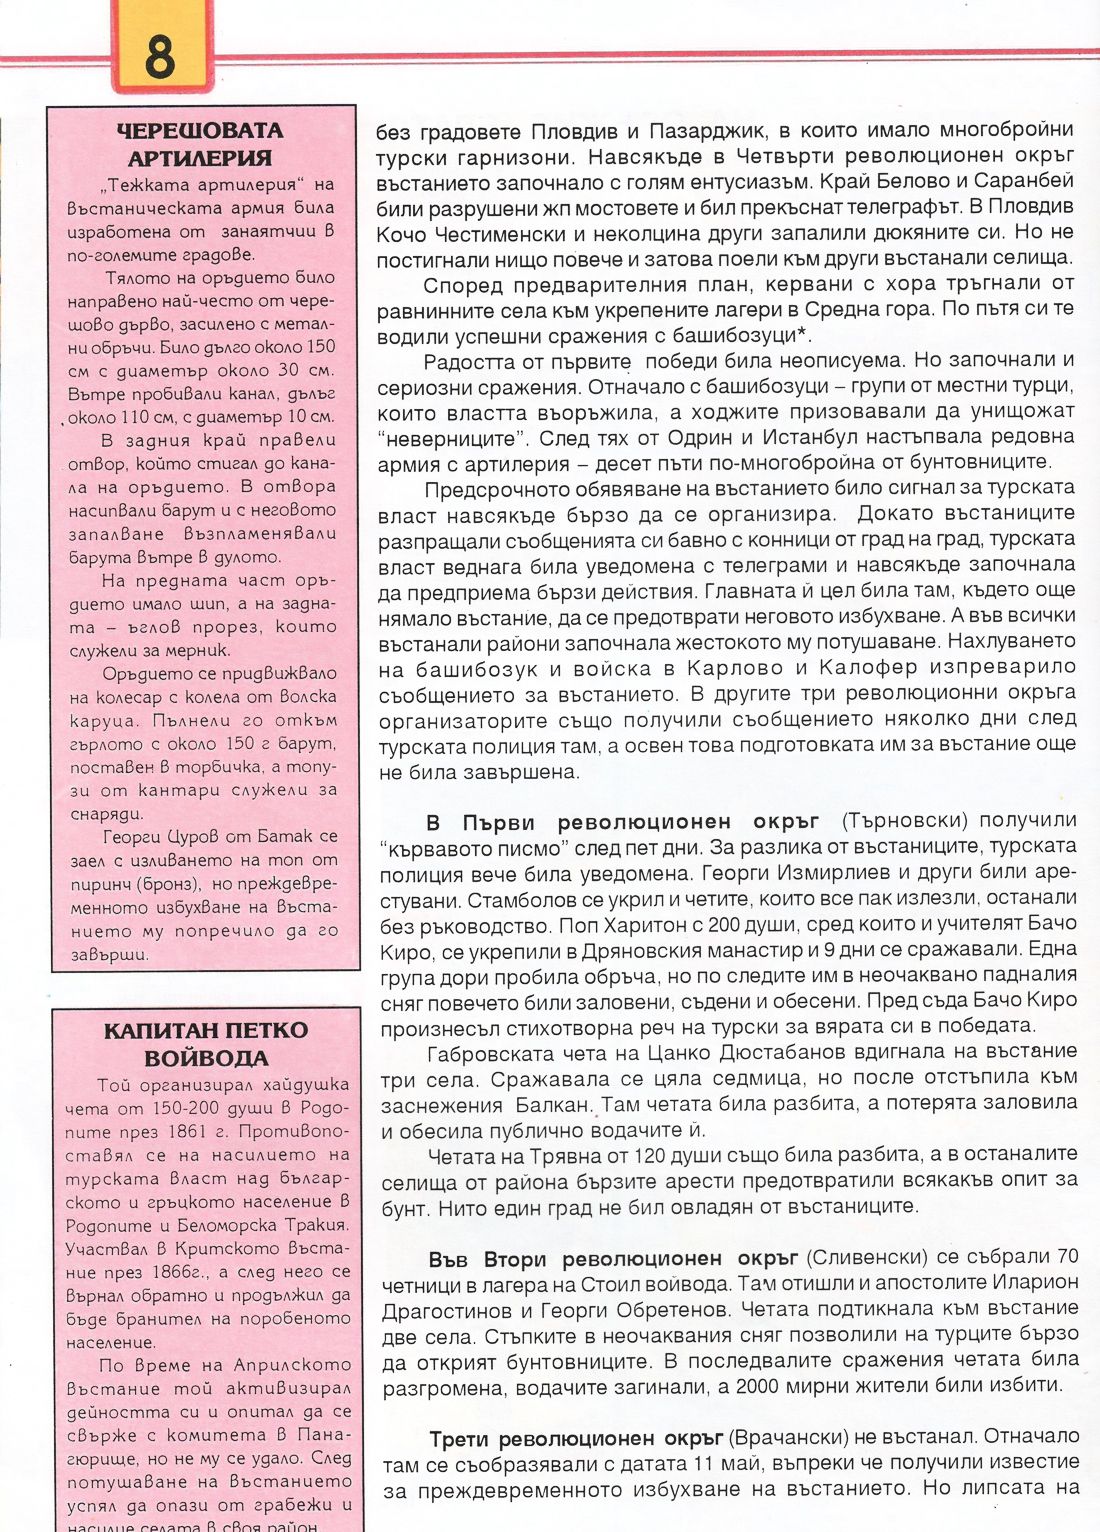 8
ЧЕРЕШОВАТА
АРТИЛЕРИЯ
„Тежката артилерия“ на
въстаническата армия била
изработена от занаятчии в
по-големите градове.
Тялото на оръдието било
направено най-често от чере-
шово дърво, засилено с метал-
ни обръчи. Било дълго около 150
см с диаметър около 30 см.
Вътре пробивали канал, дълъг
около 110 см, с диаметър 10 см.
В задния край правели
отвор, който стигал до кана-
ла на оръдието. В отвора
насипвали барут и с неговото
запалване възпламенявали
барута вътре в дулото.
На предната част оръ-
дието имало шип, а на задна-
та – ъглов прорез, които
служели за мерник.
Оръдието се придвижвало
на колесар с колела от волска
каруца. Пълнели го откъм
гърлото с около 150 г барут,
поставен в торбичка, а топу-
зи от кантари служели за
снаряди.
Георги Цуров от Батак се
заел с изливането на топ от
пиринч (бронз), но преждевре-
менното избухване на въста-
нието му попречило да го
завърши.
КАПИТАН ПЕТКО
ВОЙВОДА
Той организирал хайдушка
чета от 150-200 души в Родо-
пите през 1861 г. Противопо-
ставял се на насилието на
турската власт над българ-
ското и гръцкото население в
Родопите и Беломорска Тракия.
Участвал в Критското въста-
ние през 1866г., а след него се
върнал обратно и продължил да
бъде бранител на поробеното
население.
По време на Априлското
въстание той активизирал
дейността си и опитал да се
свърже с комитета в Пана-
гюрище, но не му се удало. След
потушаване на въстанието
успял да опази от грабежи и
насилие селата в своя район.
без градовете Пловдив и Пазарджик, в които имало многобройни
турски гарнизони. Навсякъде в Четвърти революционен окръг
въстанието започнало с голям ентусиазъм. Край Белово и Саранбей
били разрушени жп мостовете и бил прекъснат телеграфът. В Пловдив
Кочо Честименски и неколцина други запалили дюкяните си. Но не
постигнали нищо повече и затова поели към други въстанали селища.
Според предварителния план, кервани с хора тръгнали от
равнинните села към укрепените лагери в Средна гора. По пътя си те
водили успешни сражения с башибозуци*.
Радостта от първите победи била неописуема. Но започнали и
сериозни сражения. Отначало с башибозуци – групи от местни турци,
които властта въоръжила, а ходжите призовавали да унищожат
“неверниците”. След тях от Одрин и Истанбул настъпвала редовна
армия с артилерия – десет пъти по-многобройна от бунтовниците.
Предсрочното обявяване на въстанието било сигнал за турската
власт навсякъде бързо да се организира. Докато въстаниците
разпращали съобщенията си бавно с конници от град на град, турската
власт веднага била уведомена с телеграми и навсякъде започнала
да предприема бързи действия. Главната ѝ цел била там, където още
нямало въстание, да се предотврати неговото избухване. А във всички
въстанали райони започнала жестокото му потушаване. Нахлуването
на башибозук и войска в Карлово и Калофер изпреварило
съобщението за въстанието. В другите три революционни окръга
организаторите също получили съобщението няколко дни след
турската полиция там, а освен това подготовката им за въстание още
не била завършена.
В Първи революционен окръг (Търновски) получили
“кървавото писмо” след пет дни. За разлика от въстаниците, турската
полиция вече била уведомена. Георги Измирлиев и други били аре-
стувани. Стамболов се укрил и четите, които все пак излезли, останали
без ръководство. Поп Харитон с 200 души, сред които и учителят Бачо
Киро, се укрепили в Дряновския манастир и 9 дни се сражавали. Една
група дори пробила обръча, но по следите им в неочаквано падналия
сняг повечето били заловени, съдени и обесени. Пред съда Бачо Киро
произнесъл стихотворна реч на турски за вярата си в победата.
Габровската чета на Цанко Дюстабанов вдигнала на въстание
три села. Сражавала се цяла седмица, но после отстъпила към
заснежения Балкан. Там четата била разбита, а потерята заловила
и обесила публично водачите ѝ.
Четата на Трявна от 120 души също била разбита, а в останалите
селища от района бързите арести предотвратили всякакъв опит за
бунт. Нито един град не бил овладян от въстаниците.
Във Втори революционен окръг (Сливенски) се събрали 70
четници в лагера на Стоил войвода. Там отишли и апостолите Иларион
Драгостинов и Георги Обретенов. Четата подтикнала към въстание
две села. Стъпките в неочаквания сняг позволили на турците бързо
да открият бунтовниците. В последвалите сражения четата била
разгромена, водачите загинали, а 2000 мирни жители били избити.
Трети революционен окръг (Врачански) не въстанал. Отначало
там се съобразявали с датата 11 май, въпреки че получили известие
за преждевременното избухване на въстанието. Но липсата на